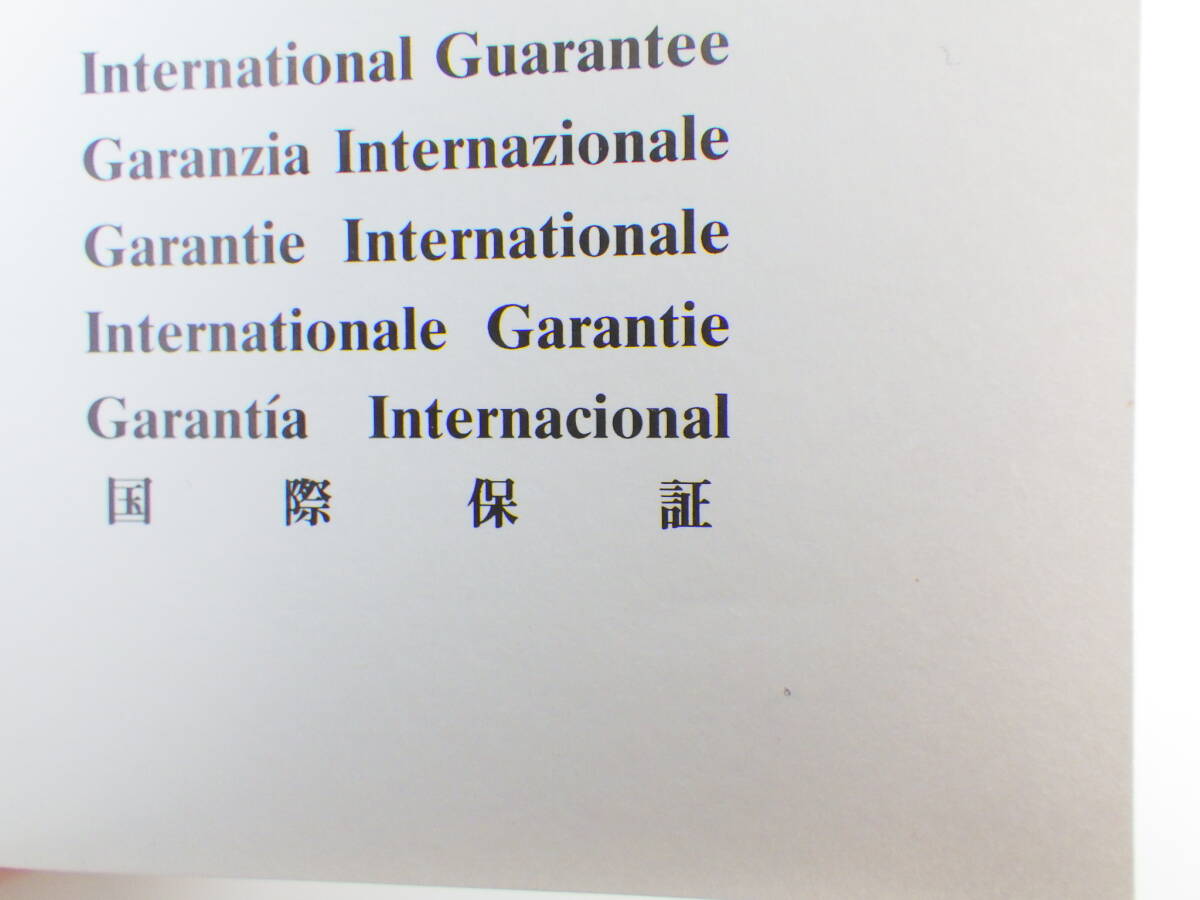 International Guarantee
Garanzia Internazionale
Garantie Internationale
Internationale Garantie
Garantía Internacional
国際保証